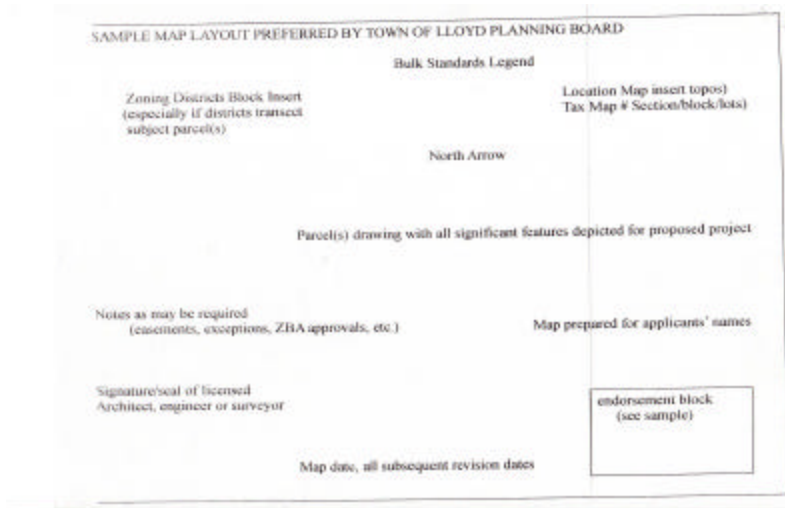 SAMPLE MAP LAYOUT PREFERRED BY TOWN OF LLOYD PLANNING BOARD
Bulk Standards Legend
Zoning Districts Block Insert
(especially if districts transect
subject parcel(s)
Location Map insert topos)
Tax Map # Section/block/lots)
North Arrow
Parcel(s) drawing with all significant features depicted for proposed project
Notes as may be required
(easements, exceptions, ZBA approvals, etc.)
Map prepared for applicants' names
Signature/seal of licensed
Architect, engineer or surveyor
endorsement block
(see sample)
Map date, all subsequent revision dates